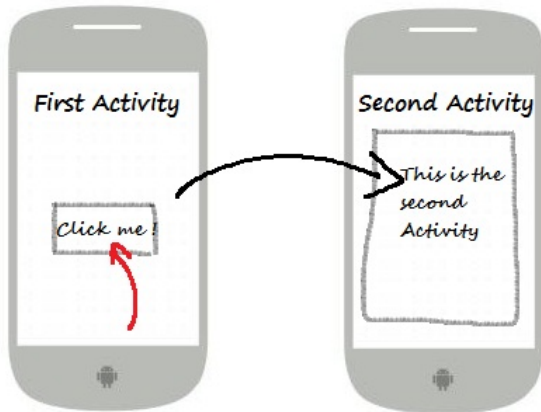 First Activity
Click me !
Second Activity
This is the
second
Activity